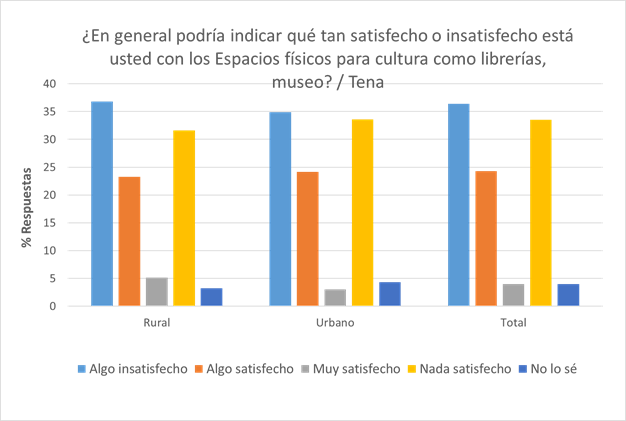 ¿En general podría indicar qué tan satisfecho o insatisfecho está
usted con los Espacios físicos para cultura como librerías,
museo? / Tena
% Respuestas
40
35
30
25
20
15
10
5
0
Rural Urbano Total
Algo insatisfecho Algo satisfecho Muy satisfecho Nada satisfecho No lo sé